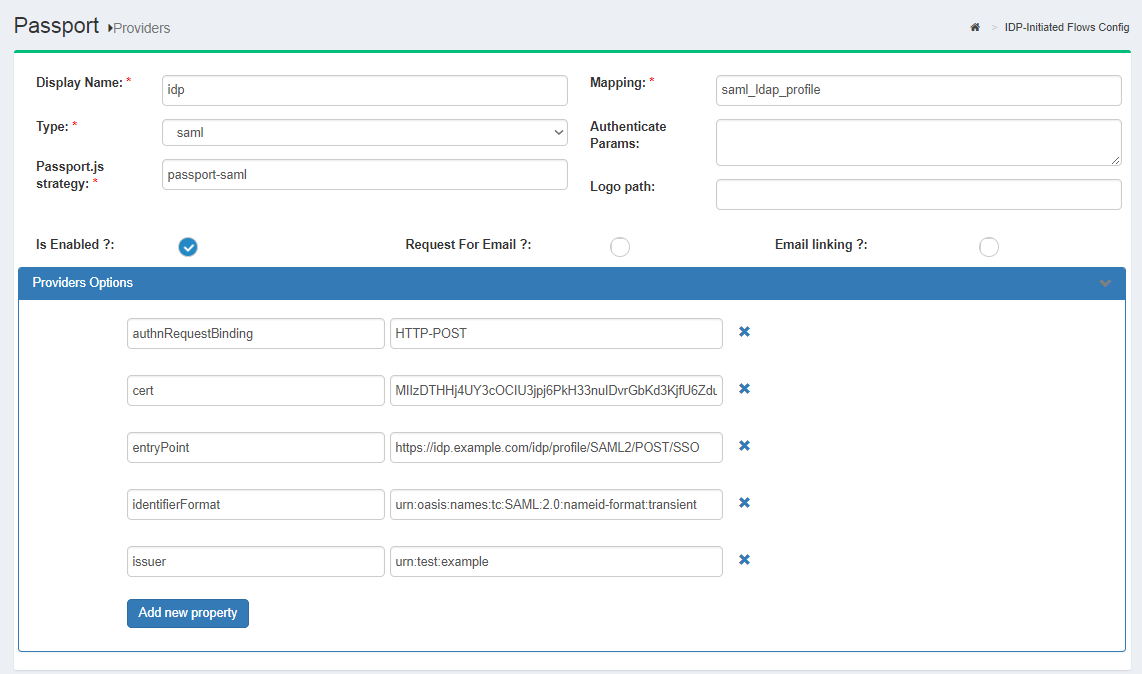 Passport Providers
> IDP-Initiated Flows Config
Display Name: *
idp
Mapping: *
saml_ldap_profile
Type: *
saml
Authenticate
Params:
Passport.js
strategy: *
passport-saml
Logo path:
Is Enabled ?:
Request For Email ?:
Email linking ?:
Providers Options
authnRequestBinding
HTTP-POST
cert
MIIzDTHHj4UY3cOCIU3jpj6PkH33nuIDvrGbKd3KjfU6Zdu
entryPoint
https://idp.example.com/idp/profile/SAML2/POST/SSO
identifierFormat
urn:oasis:names:tc:SAML:2.0:nameid-format:transient
issuer
urn:test:example
Add new property